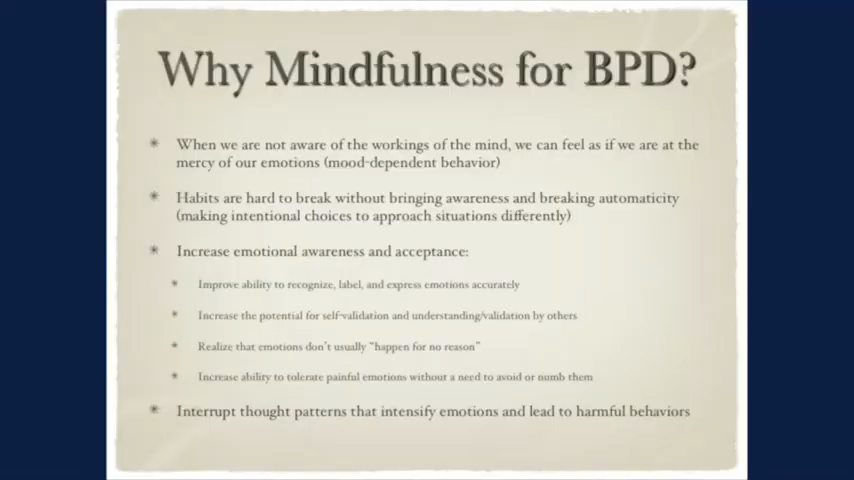 Why Mindfulness for BPD?
When we are not aware of the workings of the mind, we can feel as if we are at the
mercy of our emotions (mood-dependent behavior)
Habits are hard to break without bringing awareness and breaking automaticity
(making intentional choices to approach situations differently)
Increase emotional awareness and acceptance:
Improve ability to recognize, label, and express emotions accurately
Increase the potential for self-validation and understanding/validation by others
Realize that emotions don't usually "happen for no reason"
Increase ability to tolerate painful emotions without a need to avoid or numb them
Interrupt thought patterns that intensify emotions and lead to harmful behaviors